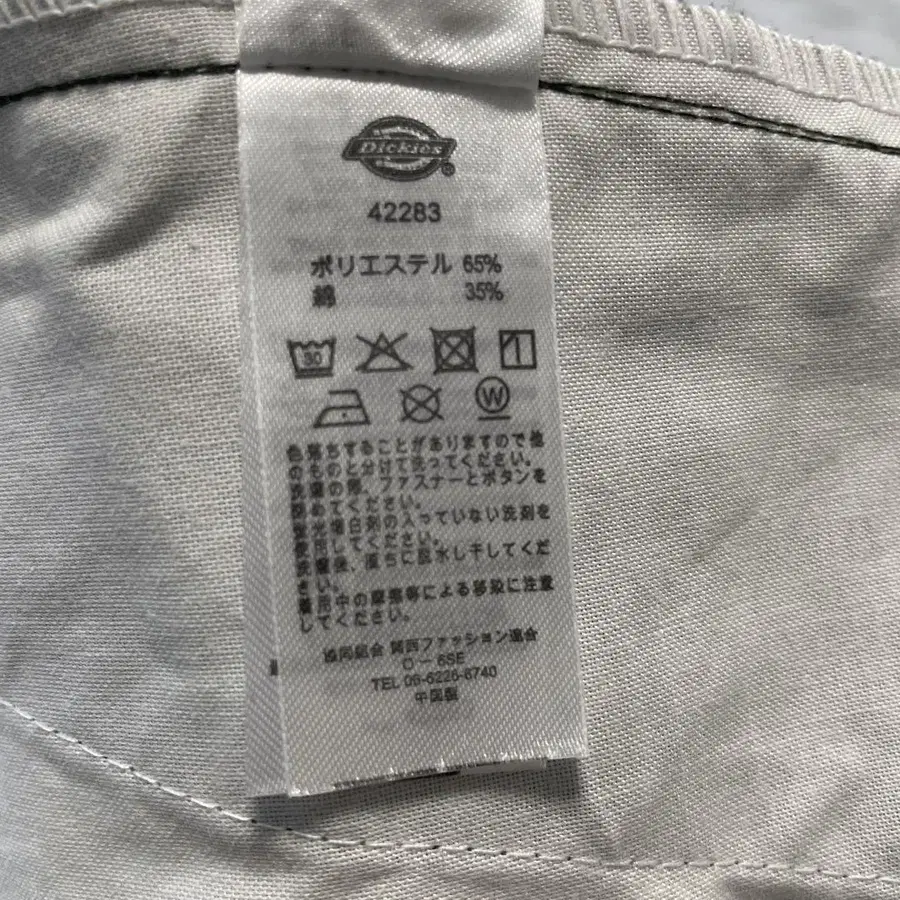 Dickies
42283
ポリエステル 65%
綿 35%
30
W
色落ちすることがありますので他
のものと分けて洗ってください。
洗濯の際、ファスナーとボタンを
閉めてください。
蛍光増白剤の入っていない洗剤を
使用してください。
洗濯後、直ちに脱水し干してくだ
さい。
着用中の摩擦等による移染に注意
してください。
協同組合 関西ファッション連合
O-6SE
TEL 06-6226-6740
中国製